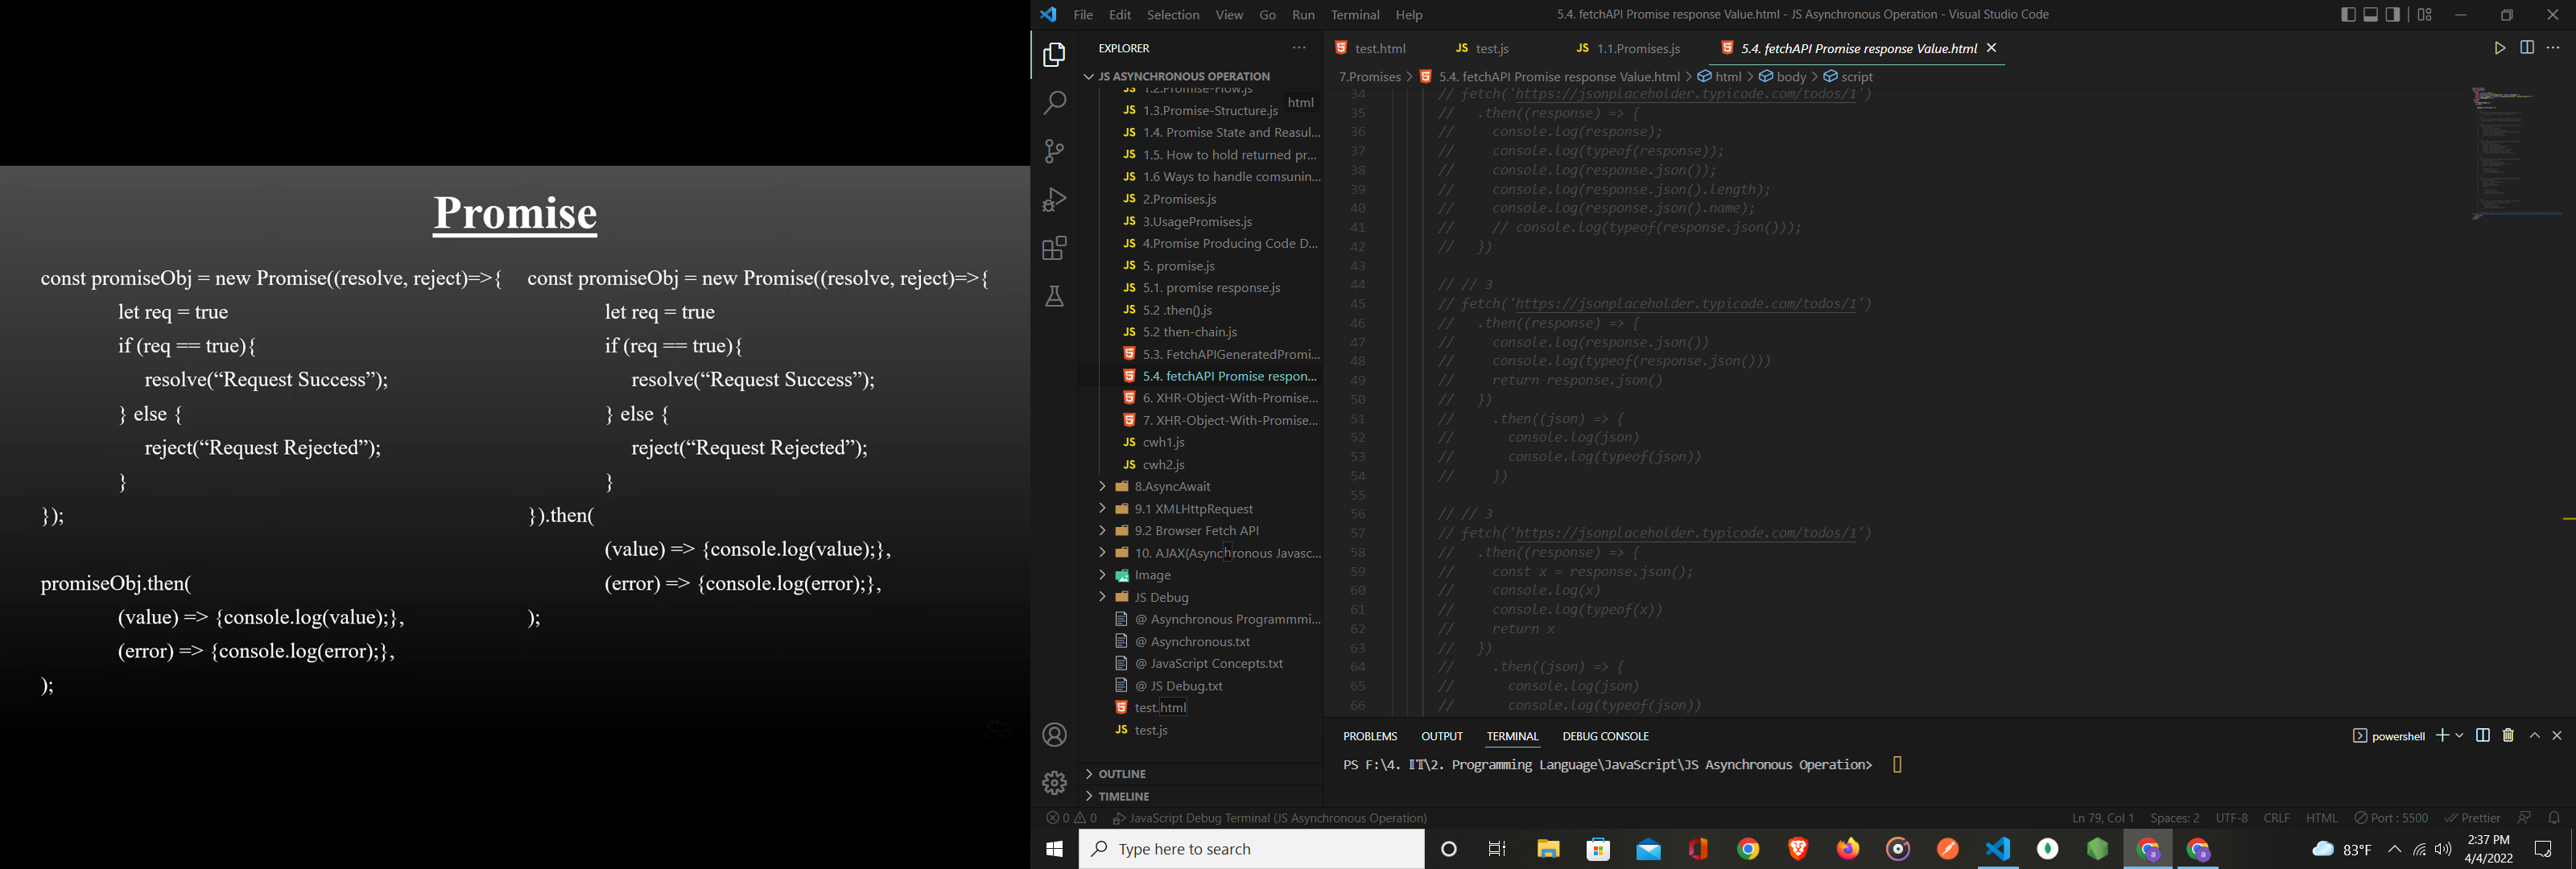 Promise
const promiseObj = new Promise((resolve, reject)=>{
let req = true
if (req == true){
resolve(“Request Success”);
} else {
reject(“Request Rejected”);
}
});
promiseObj.then(
(value) => {console.log(value);},
(error) => {console.log(error);},
);
const promiseObj = new Promise((resolve, reject)=>{
let req = true
if (req == true){
resolve(“Request Success”);
} else {
reject(“Request Rejected”);
}
}).then(
(value) => {console.log(value);},
(error) => {console.log(error);},
);
File Edit Selection View Go Run Terminal Help
5.4. fetchAPI Promise response Value.html - JS Asynchronous Operation - Visual Studio Code
EXPLORER
JS ASYNCHRONOUS OPERATION
JS 1.2.Promise-Flow.js
html
JS 1.3.Promise-Structure.js
JS 1.4. Promise State and Reasul...
JS 1.5. How to hold returned pr...
JS 1.6 Ways to handle comsunin...
JS 2.Promises.js
JS 3.UsagePromises.js
JS 4.Promise Producing Code D...
JS 5. promise.js
JS 5.1. promise response.js
JS 5.2 .then().js
JS 5.2 then-chain.js
5.3. FetchAPIGeneratedPromi...
5.4. fetchAPI Promise respon...
6. XHR-Object-With-Promise...
7. XHR-Object-With-Promise...
JS cwh1.js
JS cwh2.js
8.AsyncAwait
9.1 XMLHttpRequest
9.2 Browser Fetch API
10. AJAX(Asynchronous Javasc...
Image
JS Debug
@ Asynchronous Programmmi...
@ Asynchronous.txt
@ JavaScript Concepts.txt
@ JS Debug.txt
test.html
JS test.js
OUTLINE
TIMELINE
test.html JS test.js JS 1.1.Promises.js 5.4. fetchAPI Promise response Value.html
7.Promises > 5.4. fetchAPI Promise response Value.html > html > body > script
34 // fetch('https://jsonplaceholder.typicode.com/todos/1')
35 // .then((response) => {
36 // console.log(response);
37 // console.log(typeof(response));
38 // console.log(response.json());
39 // console.log(response.json().length);
40 // console.log(response.json().name);
41 // // console.log(typeof(response.json()));
42 // })
43
44 // // 3
45 // fetch('https://jsonplaceholder.typicode.com/todos/1')
46 // .then((response) => {
47 // console.log(response.json())
48 // console.log(typeof(response.json()))
49 // return response.json()
50 // })
51 // .then((json) => {
52 // console.log(json)
53 // console.log(typeof(json))
54 // })
55
56 // // 3
57 // fetch('https://jsonplaceholder.typicode.com/todos/1')
58 // .then((response) => {
59 // const x = response.json();
60 // console.log(x)
61 // console.log(typeof(x))
62 // return x
63 // })
64 // .then((json) => {
65 // console.log(json)
66 // console.log(typeof(json))
PROBLEMS OUTPUT TERMINAL DEBUG CONSOLE
powershell
PS F:\4. IT\2. Programming Language\JavaScript\JS Asynchronous Operation>
0 0 JavaScript Debug Terminal (JS Asynchronous Operation)
Ln 79, Col 1 Spaces: 2 UTF-8 CRLF HTML Port : 5500 Prettier
Type here to search
83°F
2:37 PM
4/4/2022